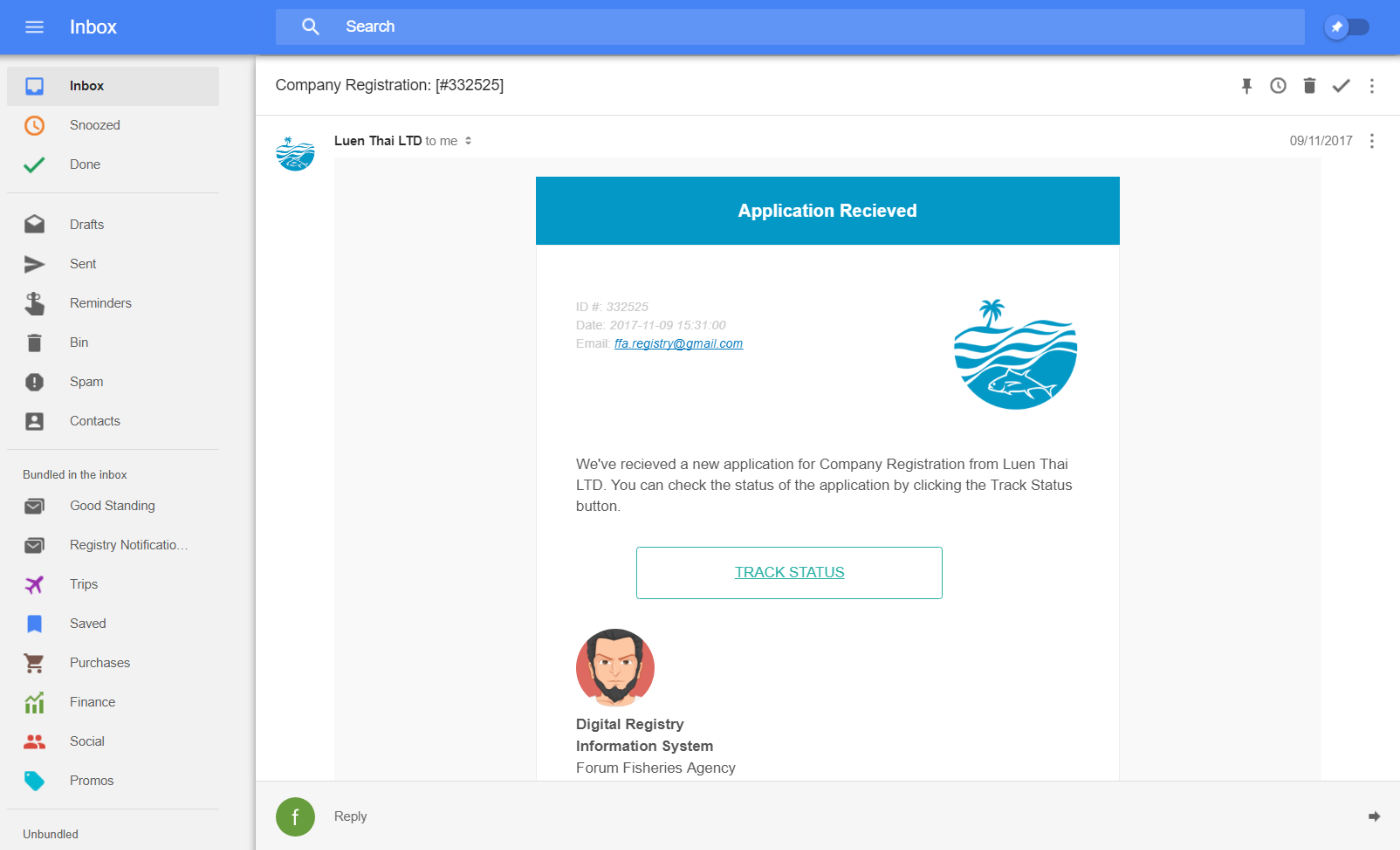 Inbox
Search
Inbox
Snoozed
Done
Drafts
Sent
Reminders
Bin
Spam
Contacts
Bundled in the inbox
Good Standing
Registry Notificatio…
Trips
Saved
Purchases
Finance
Social
Promos
Unbundled
Company Registration: [#332525]
Luen Thai LTD to me
09/11/2017
Application Recieved
ID #: 332525
Date: 2017-11-09 15:31:00
Email: ffa.registry@gmail.com
We've recieved a new application for Company Registration from Luen Thai
LTD. You can check the status of the application by clicking the Track Status
button.
TRACK STATUS
Digital Registry
Information System
Forum Fisheries Agency
f
Reply